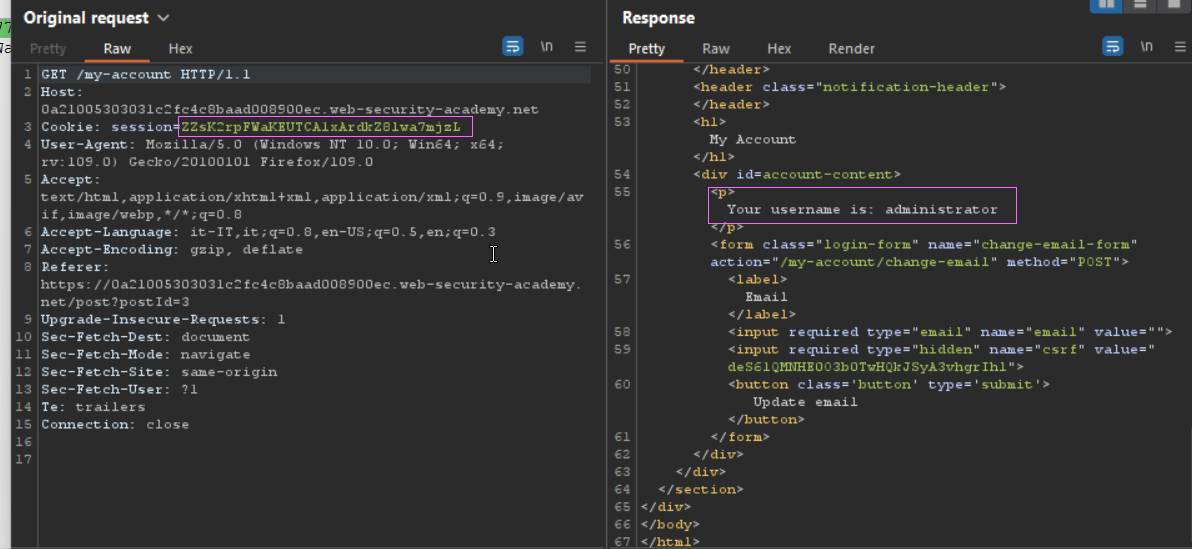 Original request
Pretty Raw Hex \n
1 GET /my-account HTTP/1.1
2 Host:
0a21005303031c2fc4c8baad008900ec.web-security-academy.net
3 Cookie: session=ZZsK2rpFWaKEUTCA1xArdkZ81wa7mjzL
4 User-Agent: Mozilla/5.0 (Windows NT 10.0; Win64; x64;
rv:109.0) Gecko/20100101 Firefox/109.0
5 Accept:
text/html,application/xhtml+xml,application/xml;q=0.9,image/av
if,image/webp,*/*;q=0.8
6 Accept-Language: it-IT,it;q=0.8,en-US;q=0.5,en;q=0.3
7 Accept-Encoding: gzip, deflate
8 Referer:
https://0a21005303031c2fc4c8baad008900ec.web-security-academy.
net/post?postId=3
9 Upgrade-Insecure-Requests: 1
10 Sec-Fetch-Dest: document
11 Sec-Fetch-Mode: navigate
12 Sec-Fetch-Site: same-origin
13 Sec-Fetch-User: ?1
14 Te: trailers
15 Connection: close
16
17
Response
Pretty Raw Hex Render \n
50 </header>
51 <header class="notification-header">
52 </header>
53 <h1>
My Account
</h1>
54 <div id=account-content>
55 <p>
Your username is: administrator
</p>
56 <form class="login-form" name="change-email-form"
action="/my-account/change-email" method="POST">
57 <label>
Email
</label>
58 <input required type="email" name="email" value="">
59 <input required type="hidden" name="csrf" value="
deS61QMNHE0O3bOTwHQkJSyA3vhgrIh1">
60 <button class='button' type='submit'>
Update email
</button>
61 </form>
62 </div>
63 </div>
64 </section>
65 </div>
66 </body>
67 </html>